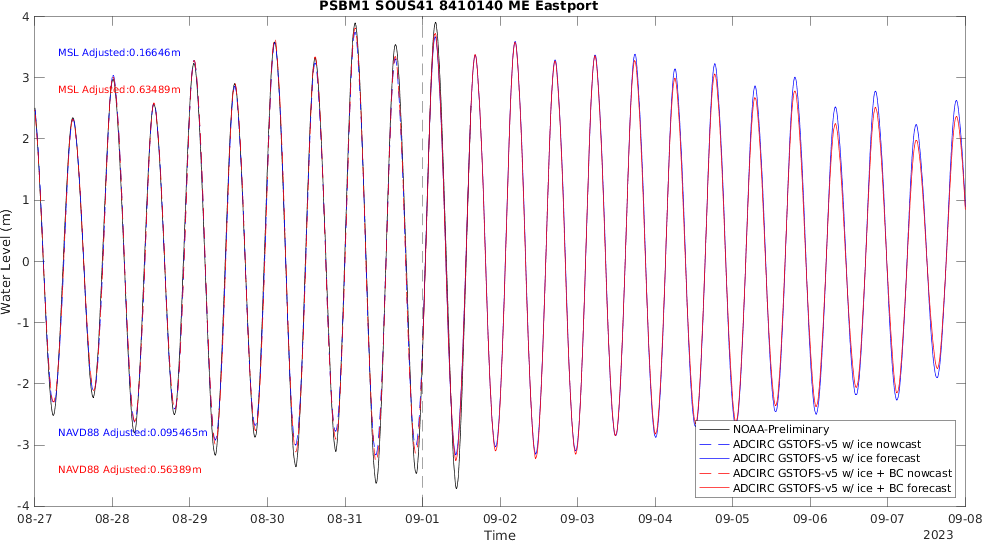 PSBM1 SOUS41 8410140 ME Eastport
4
MSL Adjusted:0.16646m
3
MSL Adjusted:0.63489m
2
1
Water Level (m)
0
-1
-2
NAVD88 Adjusted:0.095465m
NOAA-Preliminary
-3
ADCIRC GSTOFS-v5 w/ ice nowcast
ADCIRC GSTOFS-v5 w/ ice forecast
NAVD88 Adjusted:0.56389m
ADCIRC GSTOFS-v5 w/ ice + BC nowcast
ADCIRC GSTOFS-v5 w/ ice + BC forecast
-4
08-27 08-28 08-29 08-30 08-31 09-01 09-02 09-03 09-04 09-05 09-06 09-07 09-08
Time
2023